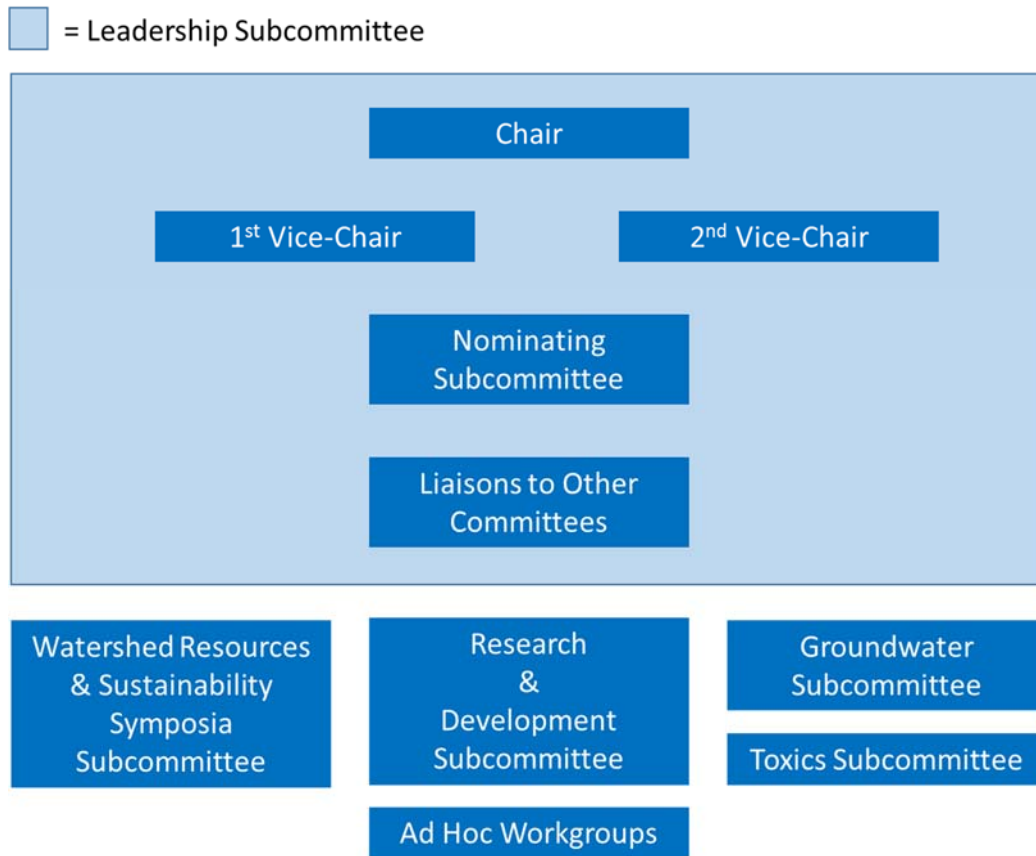 = Leadership Subcommittee
Chair
1st Vice-Chair
2nd Vice-Chair
Nominating
Subcommittee
Liaisons to Other
Committees
Watershed Resources
& Sustainability
Symposia
Subcommittee
Research
&
Development
Subcommittee
Groundwater
Subcommittee
Toxics Subcommittee
Ad Hoc Workgroups